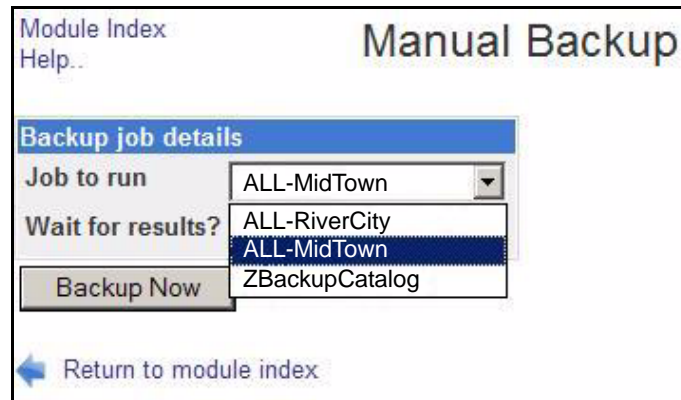 Module Index
Help..
Manual Backup
Backup job details
Job to run
ALL-MidTown
Wait for results?
ALL-RiverCity
ALL-MidTown
ZBackupCatalog
Backup Now
Return to module index